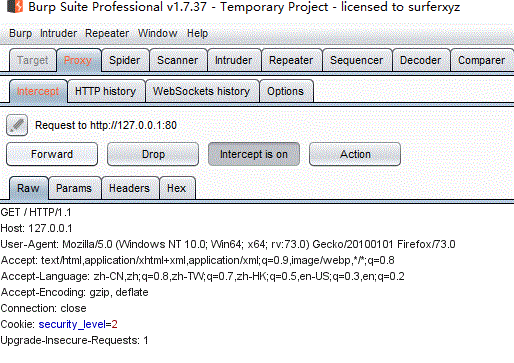 Burp Suite Professional v1.7.37 - Temporary Project - licensed to surferxyz
Burp Intruder Repeater Window Help
Target Proxy Spider Scanner Intruder Repeater Sequencer Decoder Comparer
Intercept HTTP history WebSockets history Options
Request to http://127.0.0.1:80
Forward Drop Intercept is on Action
Raw Params Headers Hex
GET / HTTP/1.1
Host: 127.0.0.1
User-Agent: Mozilla/5.0 (Windows NT 10.0; Win64; x64; rv:73.0) Gecko/20100101 Firefox/73.0
Accept: text/html,application/xhtml+xml,application/xml;q=0.9,image/webp,*/*;q=0.8
Accept-Language: zh-CN,zh;q=0.8,zh-TW;q=0.7,zh-HK;q=0.5,en-US;q=0.3,en;q=0.2
Accept-Encoding: gzip, deflate
Connection: close
Cookie: security_level=2
Upgrade-Insecure-Requests: 1